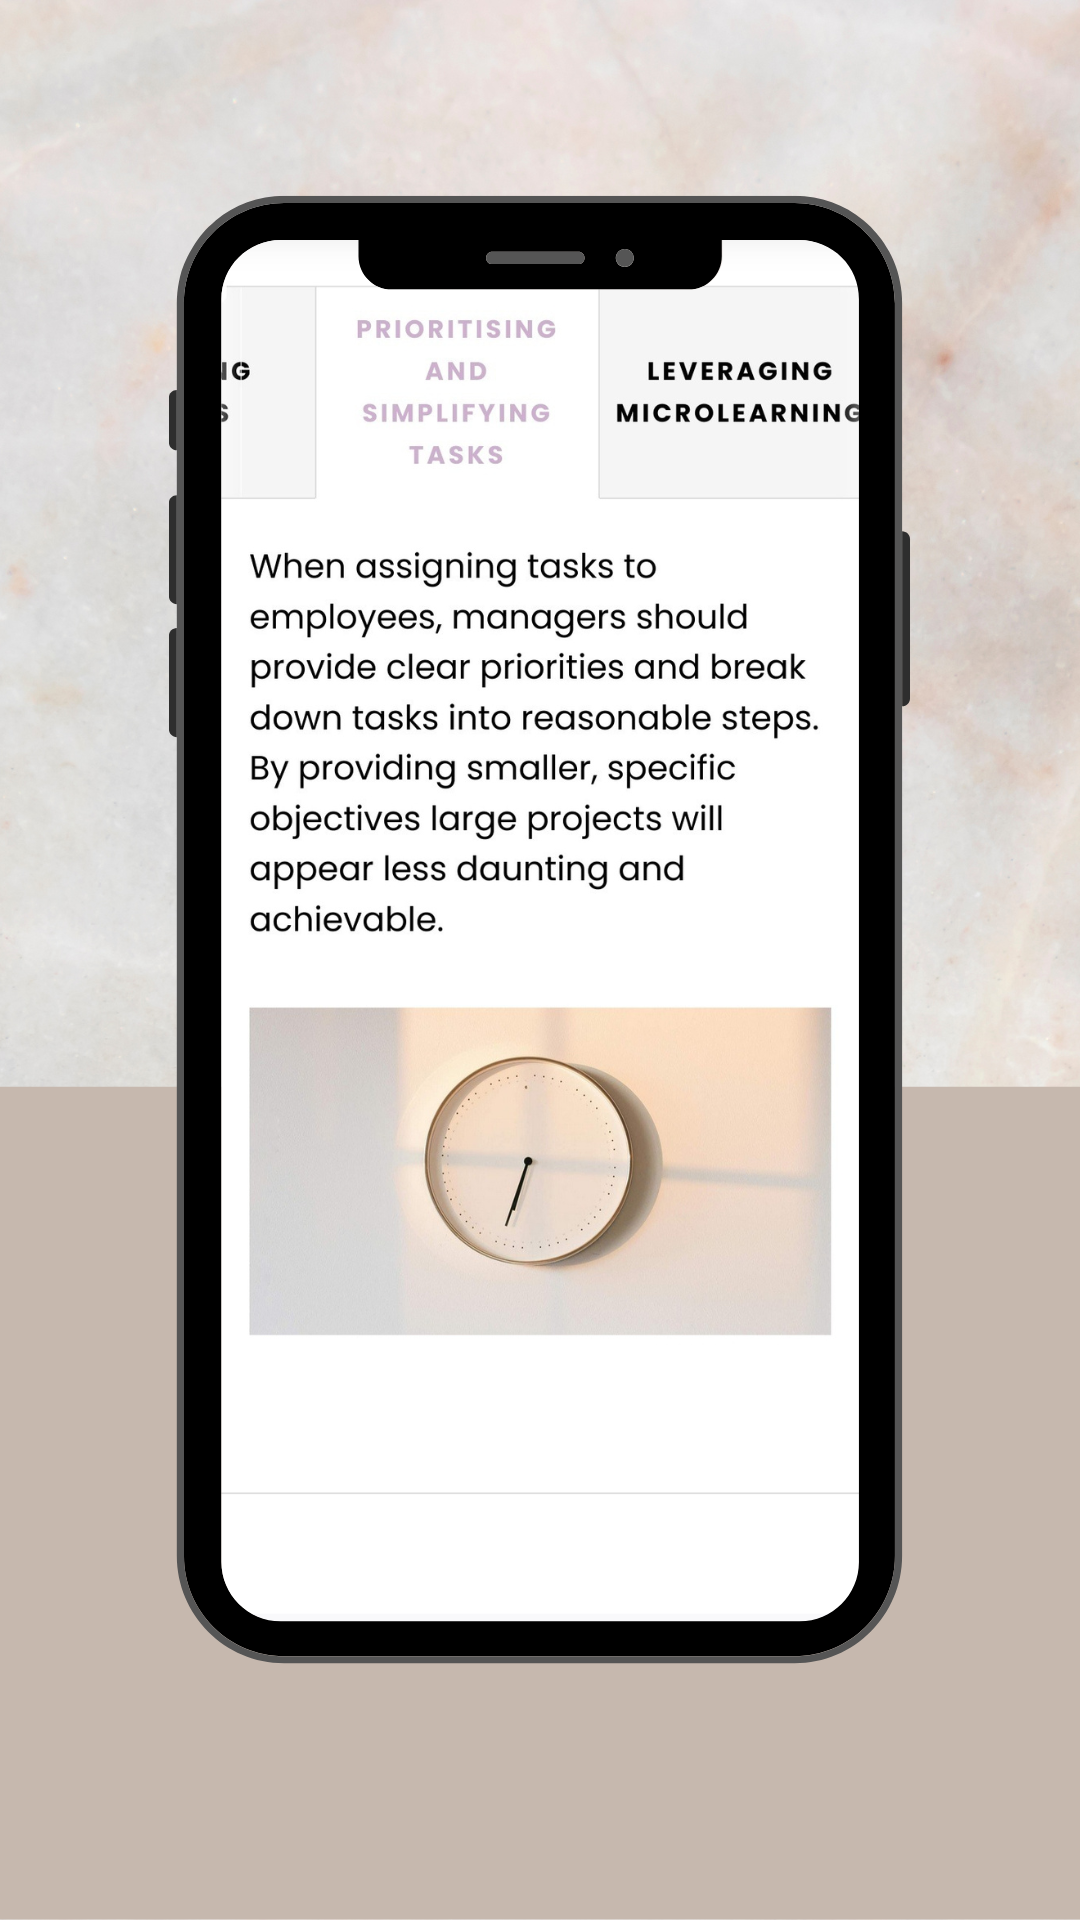 PRIORITISING
AND
SIMPLIFYING
TASKS
LEVERAGING
MICROLEARNING
When assigning tasks to
employees, managers should
provide clear priorities and break
down tasks into reasonable steps.
By providing smaller, specific
objectives large projects will
appear less daunting and
achievable.